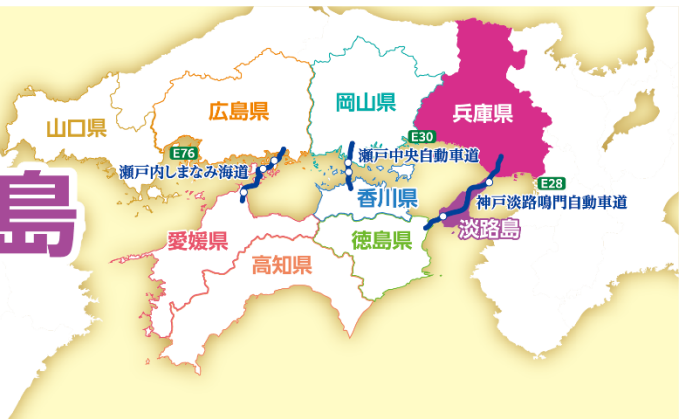 広島県
岡山県
兵庫県
山口県
E76
瀬戸内しまなみ海道
E30
瀬戸中央自動車道
E28
神戸淡路鳴門自動車道
香川県
島
愛媛県
徳島県
淡路島
高知県